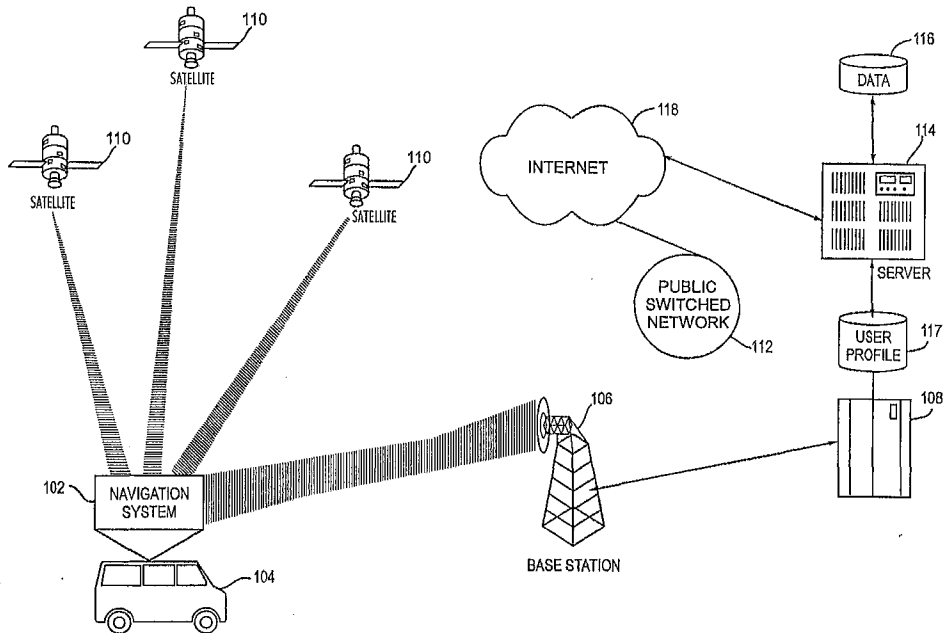 110
SATELLITE
110
SATELLITE
110
SATELLITE
118
INTERNET
116
DATA
114
SERVER
PUBLIC
SWITCHED
NETWORK
112
USER
PROFILE
117
108
106
BASE STATION
102
NAVIGATION
SYSTEM
104